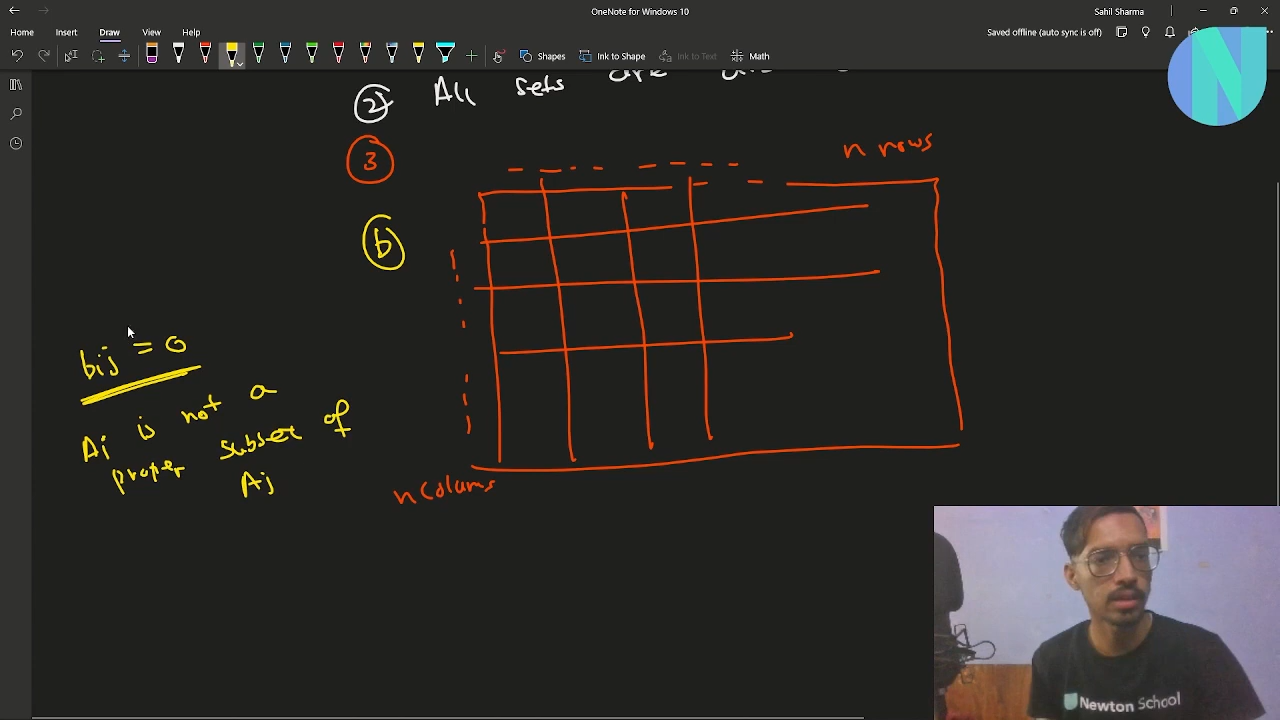 OneNote for Windows 10
Sahil Sharma
Home Insert Draw View Help
Saved offline (auto sync is off)
Shapes Ink to Shape Ink to Text Math
2 All sets are
3
n rows
b
bij = 0
Ai is not a
proper subset of
Aj
n Colums
Newton School